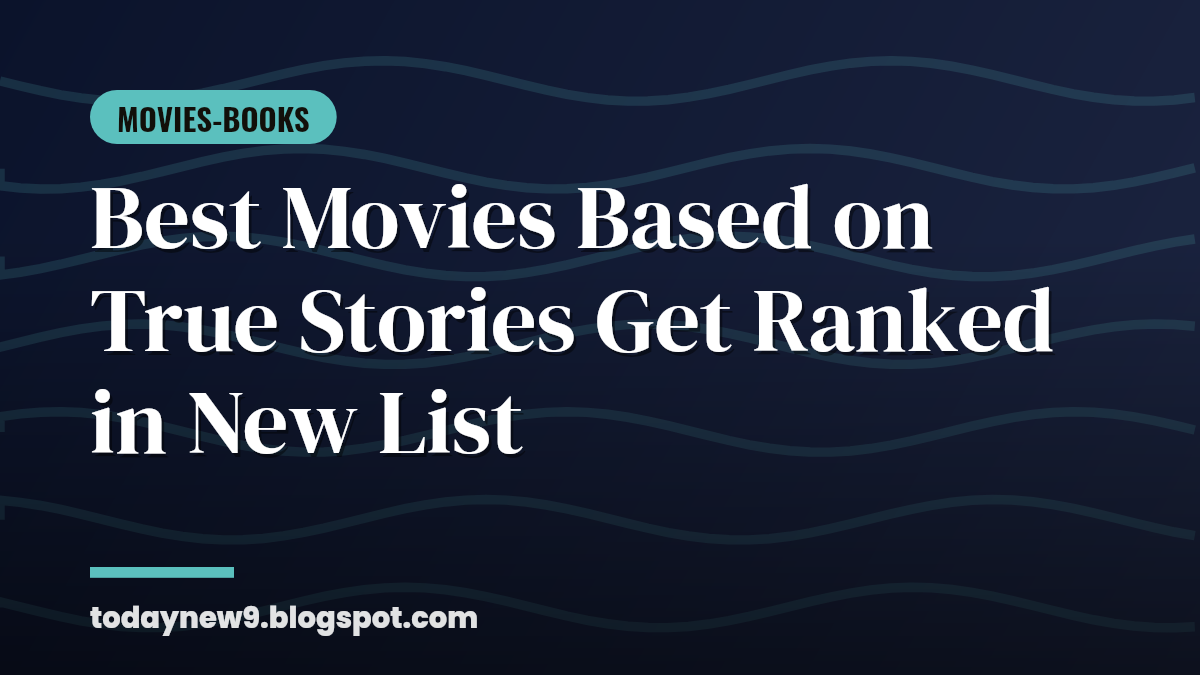 MOVIES-BOOKS
Best Movies Based on
True Stories Get Ranked
in New List
todaynew9.blogspot.com